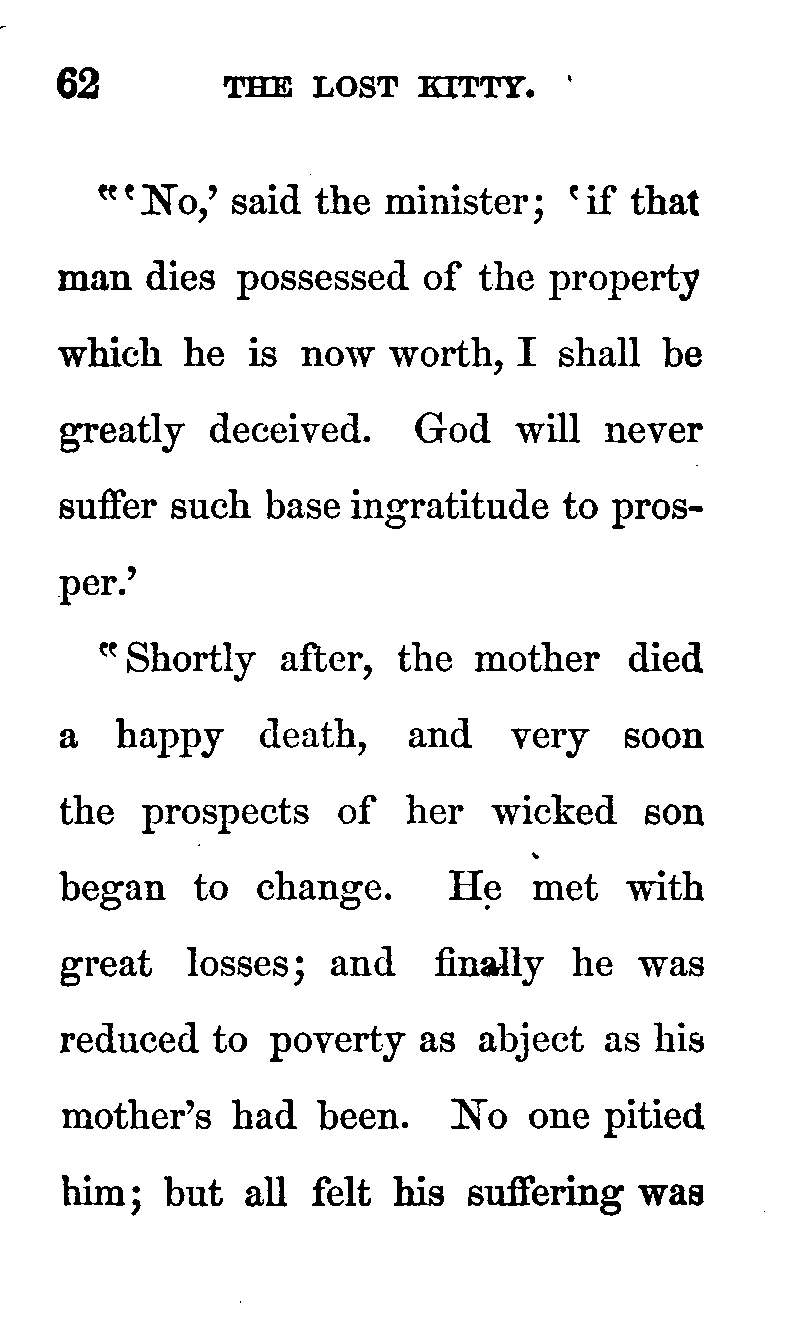 62 THE LOST KITTY.
"'No,' said the minister; 'if that
man dies possessed of the property
which he is now worth, I shall be
greatly deceived. God will never
suffer such base ingratitude to pros-
per.'
"Shortly after, the mother died
a happy death, and very soon
the prospects of her wicked son
began to change. He met with
great losses; and finally he was
reduced to poverty as abject as his
mother's had been. No one pitied
him; but all felt his suffering was